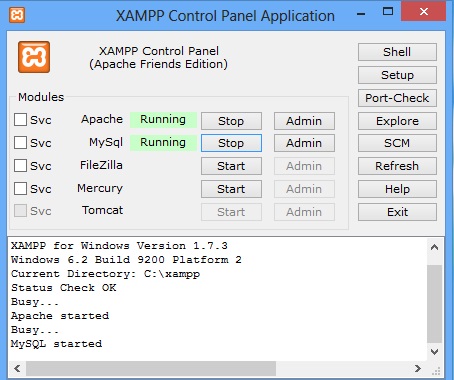 XAMPP Control Panel Application
XAMPP Control Panel
(Apache Friends Edition)
Shell
Setup
Port-Check
Explore
SCM
Refresh
Help
Exit
Modules
Svc Apache Running Stop Admin
Svc MySql Running Stop Admin
Svc FileZilla Start Admin
Svc Mercury Start Admin
Svc Tomcat Start Admin
XAMPP for Windows Version 1.7.3
Windows 6.2 Build 9200 Platform 2
Current Directory: C:\xampp
Status Check OK
Busy...
Apache started
Busy...
MySQL started